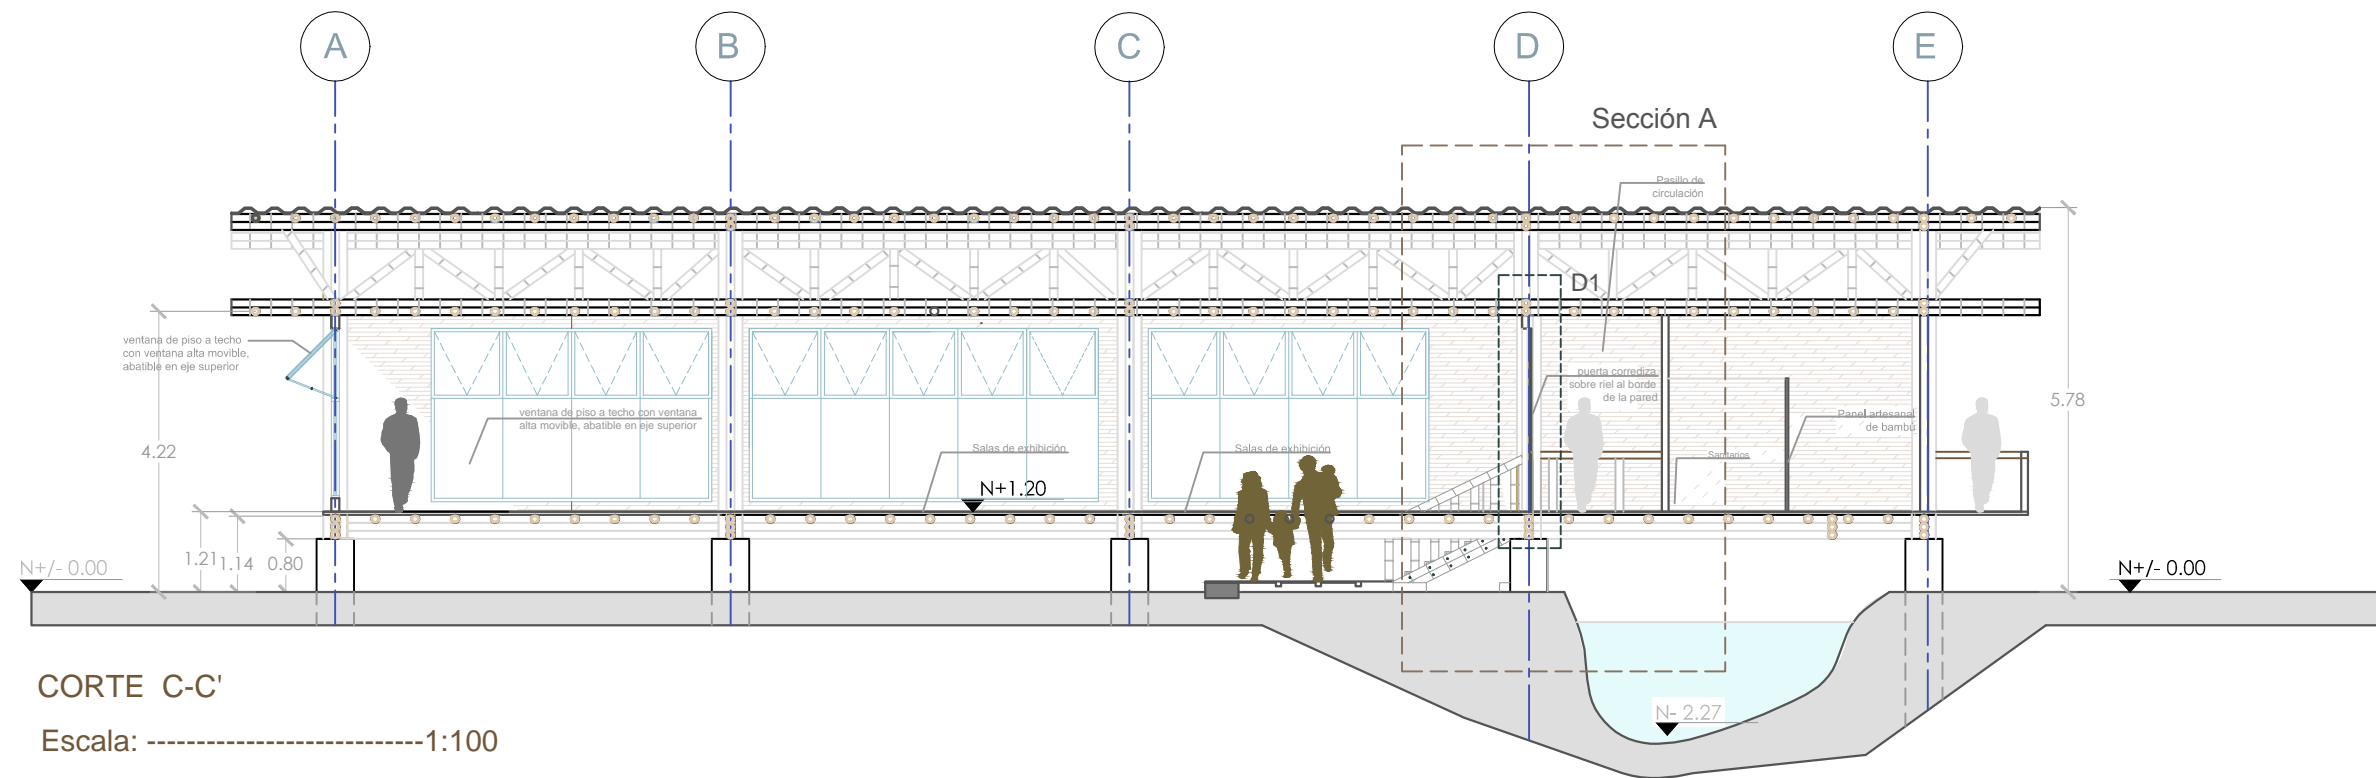 A
B
C
D
E
Sección A
Pasillo de
circulación
D1
ventana de piso a techo
con ventana alta movible,
abatible en eje superior
puerta corrediza
sobre riel al borde
de la pared
ventana de piso a techo con ventana
alta movible, abatible en eje superior
Panel artesanal
de bambú
5.78
4.22
Salas de exhibición
Salas de exhibición
Sanitarios
N+1.20
1.21
1.14
0.80
N+/- 0.00
N+/- 0.00
N- 2.27
CORTE C-C'
Escala: ----------------------------1:100